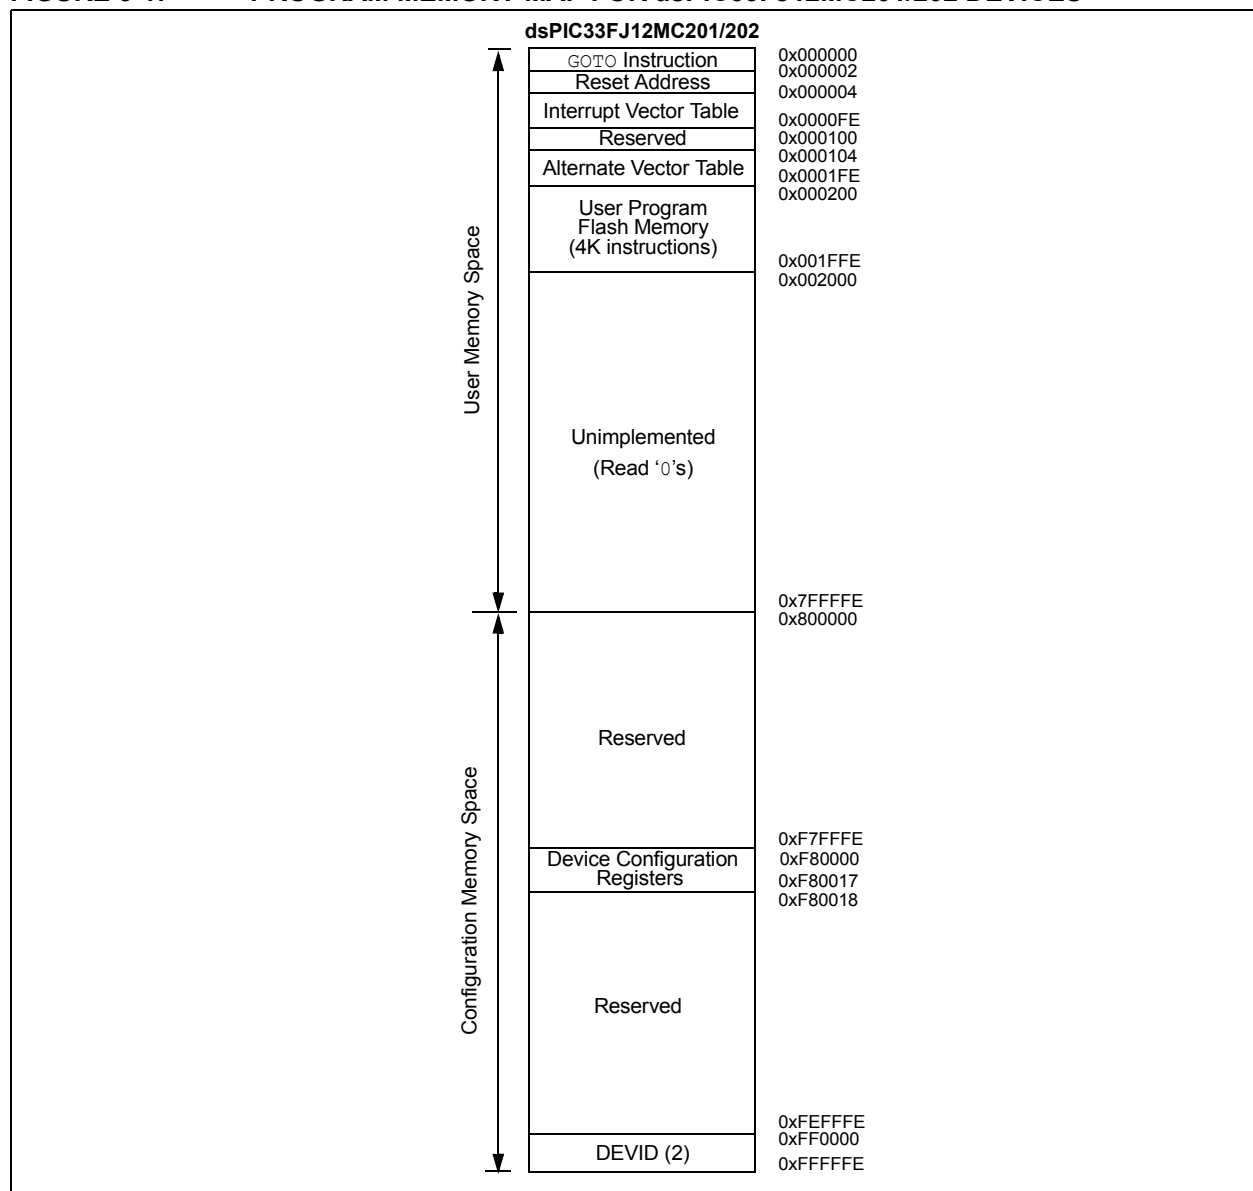 dsPIC33FJ12MC201/202
GOTO Instruction
0x000000
Reset Address
0x000002
0x000004
Interrupt Vector Table
0x0000FE
Reserved
0x000100
0x000104
Alternate Vector Table
0x0001FE
0x000200
User Program
Flash Memory
(4K instructions)
0x001FFE
0x002000
User Memory Space
Unimplemented
(Read ‘0’s)
0x7FFFFE
0x800000
Reserved
Configuration Memory Space
0xF7FFFE
Device Configuration
Registers
0xF80000
0xF80017
0xF80018
Reserved
0xFEFFFE
0xFF0000
DEVID (2)
0xFFFFFE